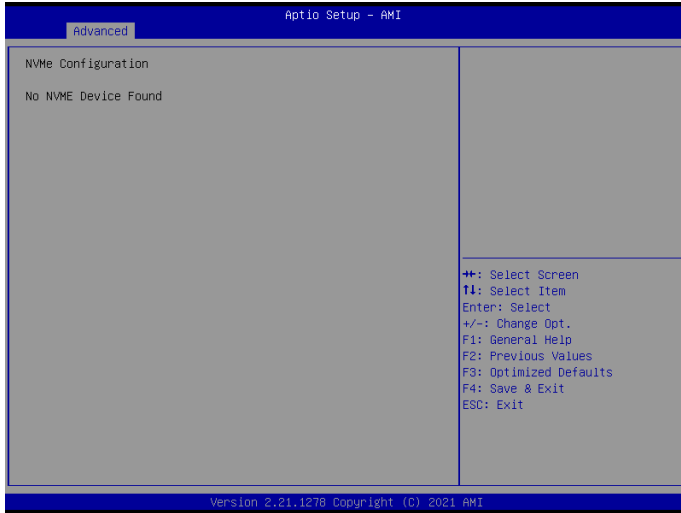 Aptio Setup – AMI
Advanced
NVMe Configuration
No NVME Device Found
→←: Select Screen
↑↓: Select Item
Enter: Select
+/-: Change Opt.
F1: General Help
F2: Previous Values
F3: Optimized Defaults
F4: Save & Exit
ESC: Exit
Version 2.21.1278 Copyright (C) 2021 AMI